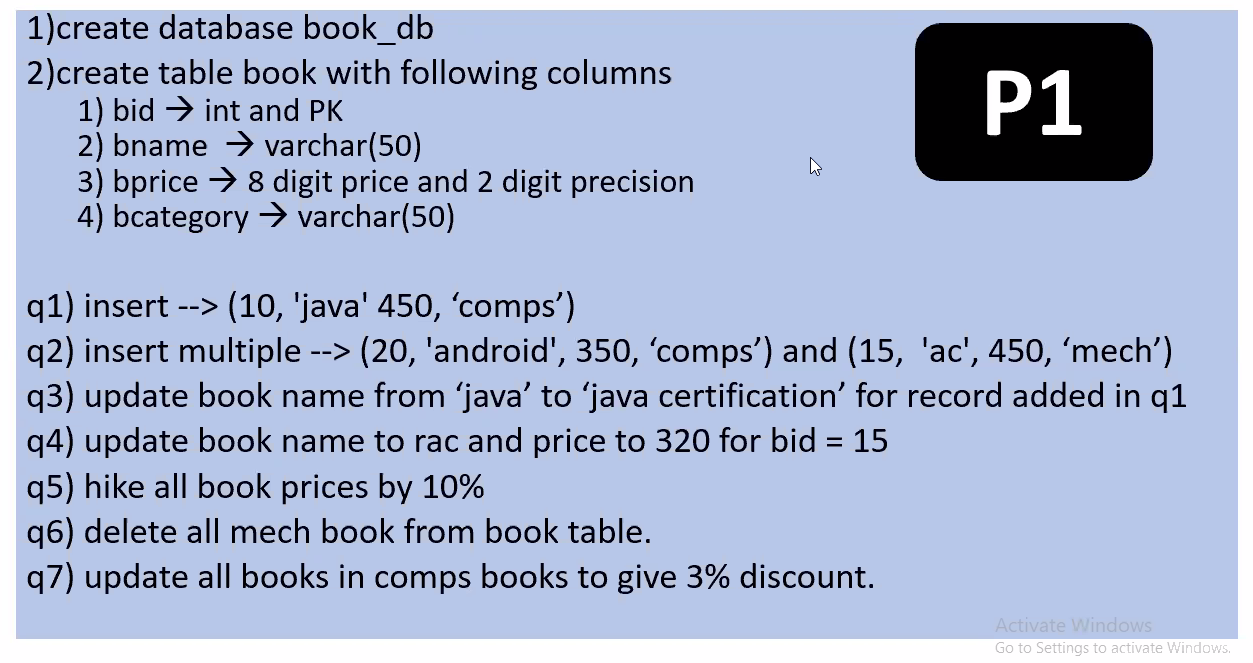 1)create database book_db
2)create table book with following columns
1) bid → int and PK
2) bname → varchar(50)
3) bprice → 8 digit price and 2 digit precision
4) bcategory → varchar(50)
P1
q1) insert --> (10, 'java' 450, ‘comps’)
q2) insert multiple --> (20, 'android', 350, ‘comps’) and (15, 'ac', 450, ‘mech’)
q3) update book name from ‘java’ to ‘java certification’ for record added in q1
q4) update book name to rac and price to 320 for bid = 15
q5) hike all book prices by 10%
q6) delete all mech book from book table.
q7) update all books in comps books to give 3% discount.
Activate Windows
Go to Settings to activate Windows.